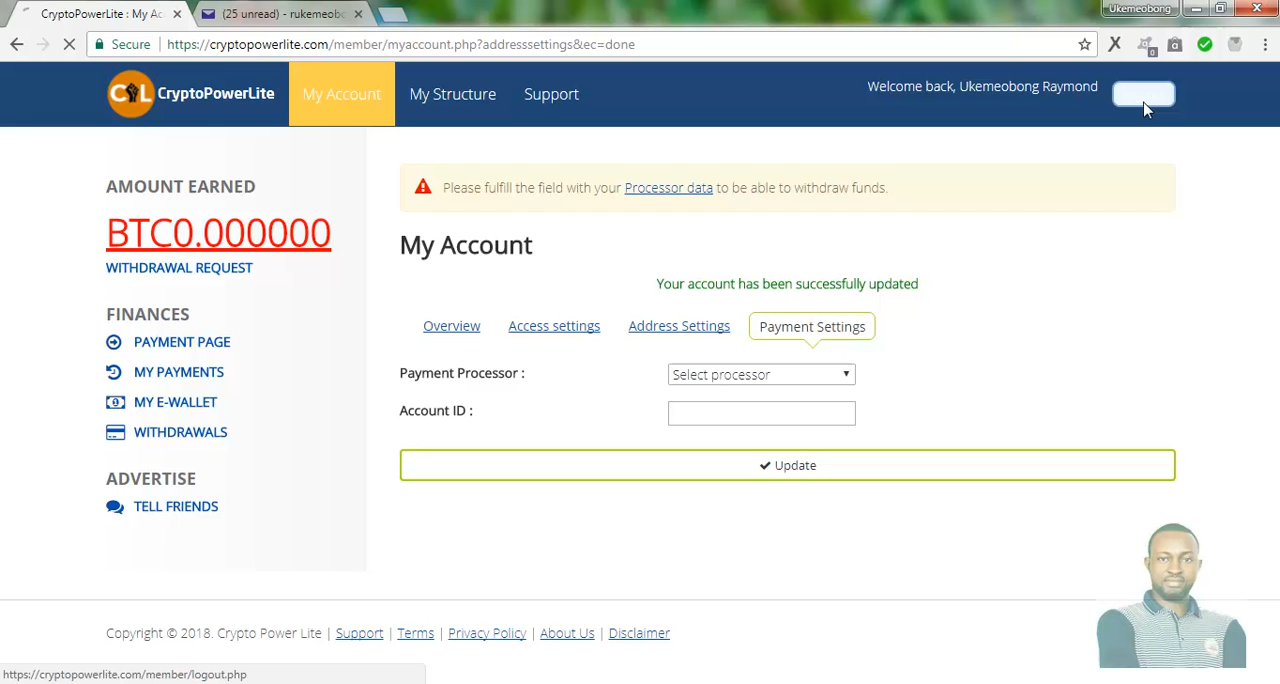 CryptoPowerLite : My Ac
(25 unread) - rukemeobo
Ukemeobong
Secure
https://cryptopowerlite.com/member/myaccount.php?addresssettings&ec=done
0
CL CryptoPowerLite
My Account
My Structure
Support
Welcome back, Ukemeobong Raymond
AMOUNT EARNED
BTC0.000000
WITHDRAWAL REQUEST
FINANCES
PAYMENT PAGE
MY PAYMENTS
MY E-WALLET
WITHDRAWALS
ADVERTISE
TELL FRIENDS
Please fulfill the field with your Processor data to be able to withdraw funds.
My Account
Your account has been successfully updated
Overview
Access settings
Address Settings
Payment Settings
Payment Processor :
Select processor
Account ID :
Update
Copyright © 2018. Crypto Power Lite | Support | Terms | Privacy Policy | About Us | Disclaimer
https://cryptopowerlite.com/member/logout.php